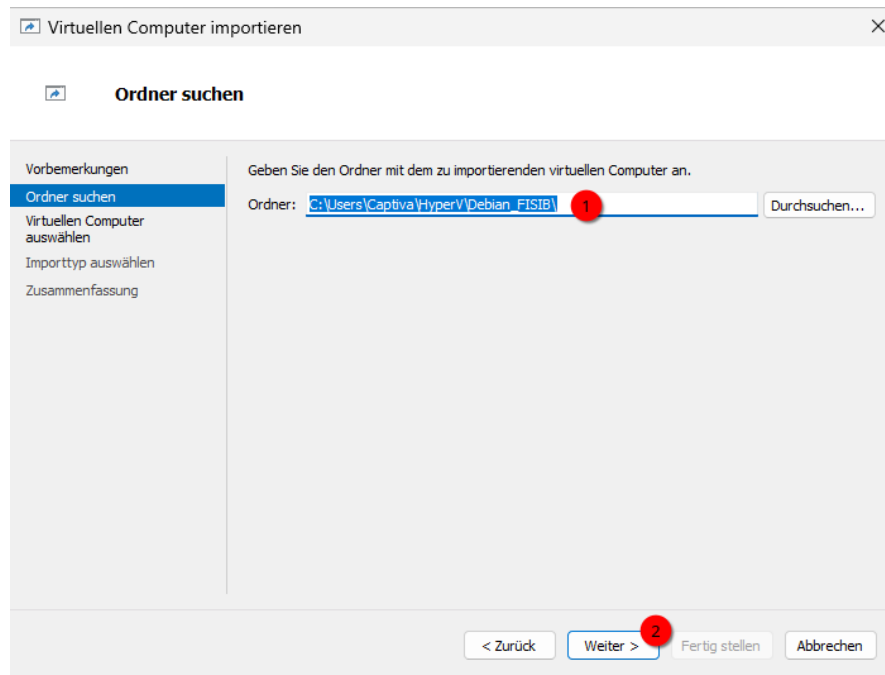 Virtuellen Computer importieren
Ordner suchen
Vorbemerkungen
Ordner suchen
Virtuellen Computer
auswählen
Importtyp auswählen
Zusammenfassung
Geben Sie den Ordner mit dem zu importierenden virtuellen Computer an.
Ordner: C:\Users\Captiva\HyperV\Debian_FISIB\ 1 Durchsuchen...
2
< Zurück Weiter > Fertig stellen Abbrechen